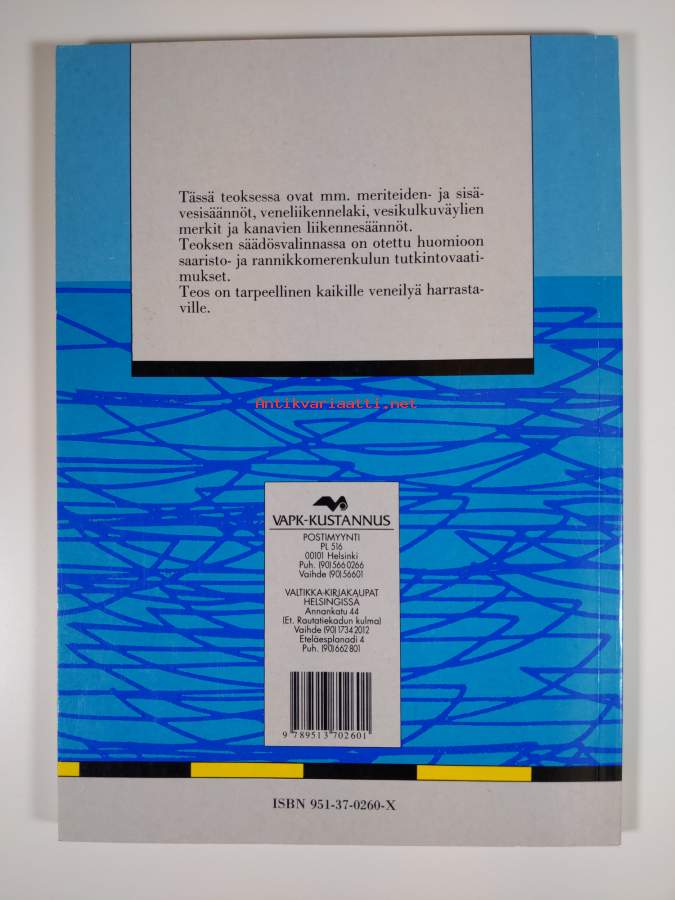 Tässä teoksessa ovat mm. meriteiden- ja sisä-
vesisäännöt, veneliikennelaki, vesikulkuväylien
merkit ja kanavien liikennesäännöt.
Teoksen säädösvalinnassa on otettu huomioon
saaristo- ja rannikkomerenkulun tutkintovaati-
mukset.
Teos on tarpeellinen kaikille veneilyä harrasta-
ville.
Antikvariaatti.net
VAPK-KUSTANNUS
POSTIMYYNTI
PL 516
00101 Helsinki
Puh. (90) 566 0266
Vaihde (90) 56601
VALTIKKA-KIRJAKAUPAT
HELSINGISSÄ
Annankatu 44
(Et. Rautatiekadun kulma)
Vaihde (90) 1734 2012
Eteläesplanadi 4
Puh. (90) 662 801
9 789513 702601
ISBN 951-37-0260-X